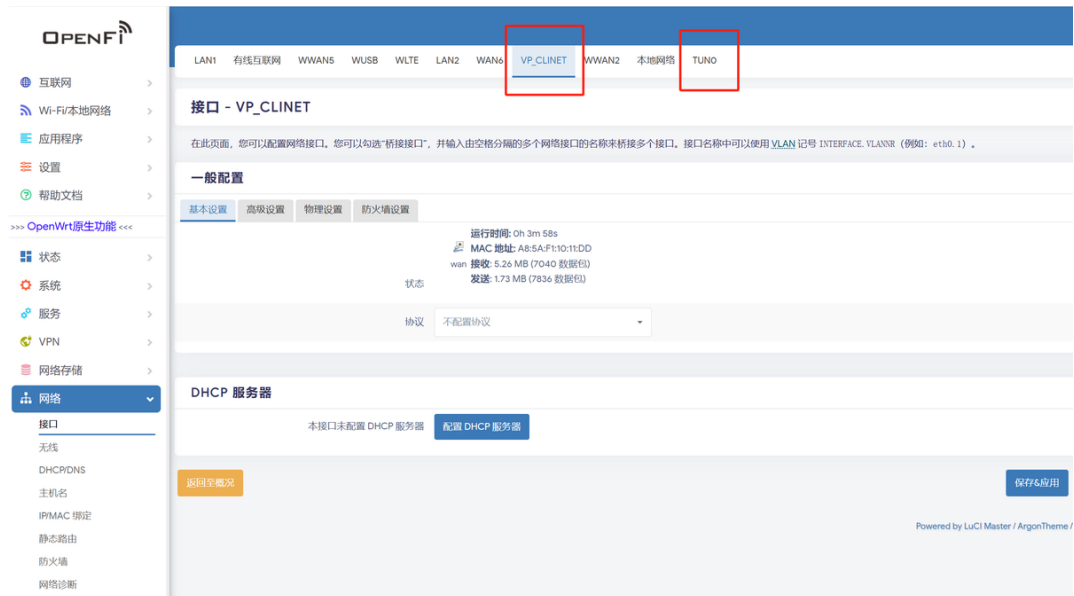 OPENFi
互联网
Wi-Fi/本地网络
应用程序
设置
帮助文档
>>> OpenWrt原生功能 <<<
状态
系统
服务
VPN
网络存储
网络
接口
无线
DHCP/DNS
主机名
IP/MAC 绑定
静态路由
防火墙
网络诊断
LAN1 有线互联网 WWAN5 WUSB WLTE LAN2 WAN6 VP_CLINET WWAN2 本地网络 TUN0
接口 - VP_CLINET
在此页面，您可以配置网络接口。您可以勾选“桥接接口”，并输入由空格分隔的多个网络接口的名称来桥接多个接口。接口名称中可以使用 VLAN 记号 INTERFACE.VLANNR（例如：eth0.1）。
一般配置
基本设置 高级设置 物理设置 防火墙设置
状态
wan
运行时间: 0h 3m 58s
MAC 地址: A8:5A:F1:10:11:DD
接收: 5.26 MB (7040 数据包)
发送: 1.73 MB (7836 数据包)
协议 不配置协议
DHCP 服务器
本接口未配置 DHCP 服务器 配置 DHCP 服务器
返回至概况 保存&应用
Powered by LuCI Master / ArgonTheme /